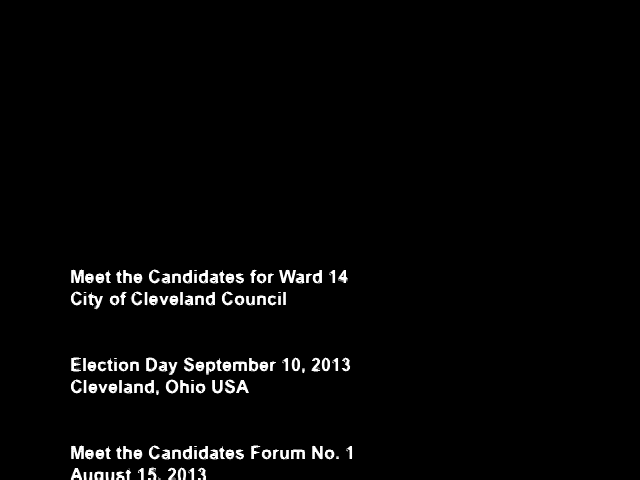 Meet the Candidates for Ward 14
City of Cleveland Council
Election Day September 10, 2013
Cleveland, Ohio USA
Meet the Candidates Forum No. 1
August 15, 2013